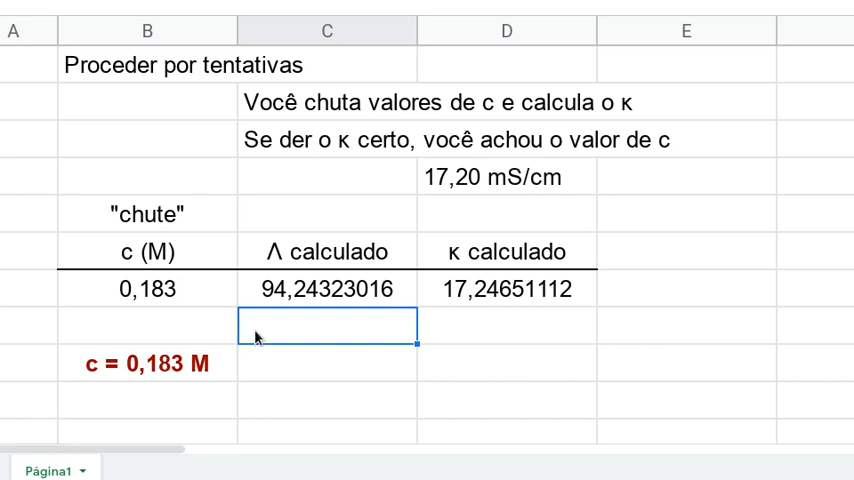 A B C D E
Proceder por tentativas
Você chuta valores de c e calcula o κ
Se der o κ certo, você achou o valor de c
17,20 mS/cm
"chute"
c (M) Λ calculado κ calculado
0,183 94,24323016 17,24651112
c = 0,183 M
Página1